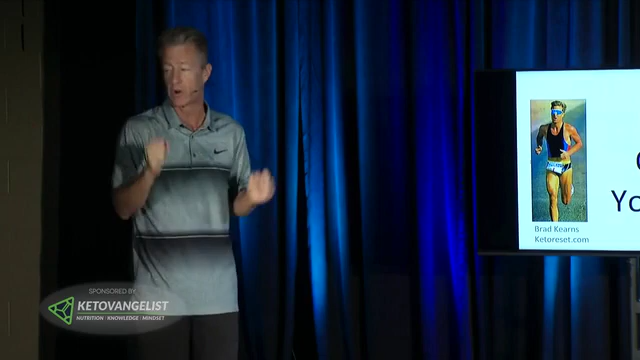 Brad Kearns
Ketoreset.com
SPONSORED BY
KETOVANGELIST
NUTRITION · KNOWLEDGE · MINDSET